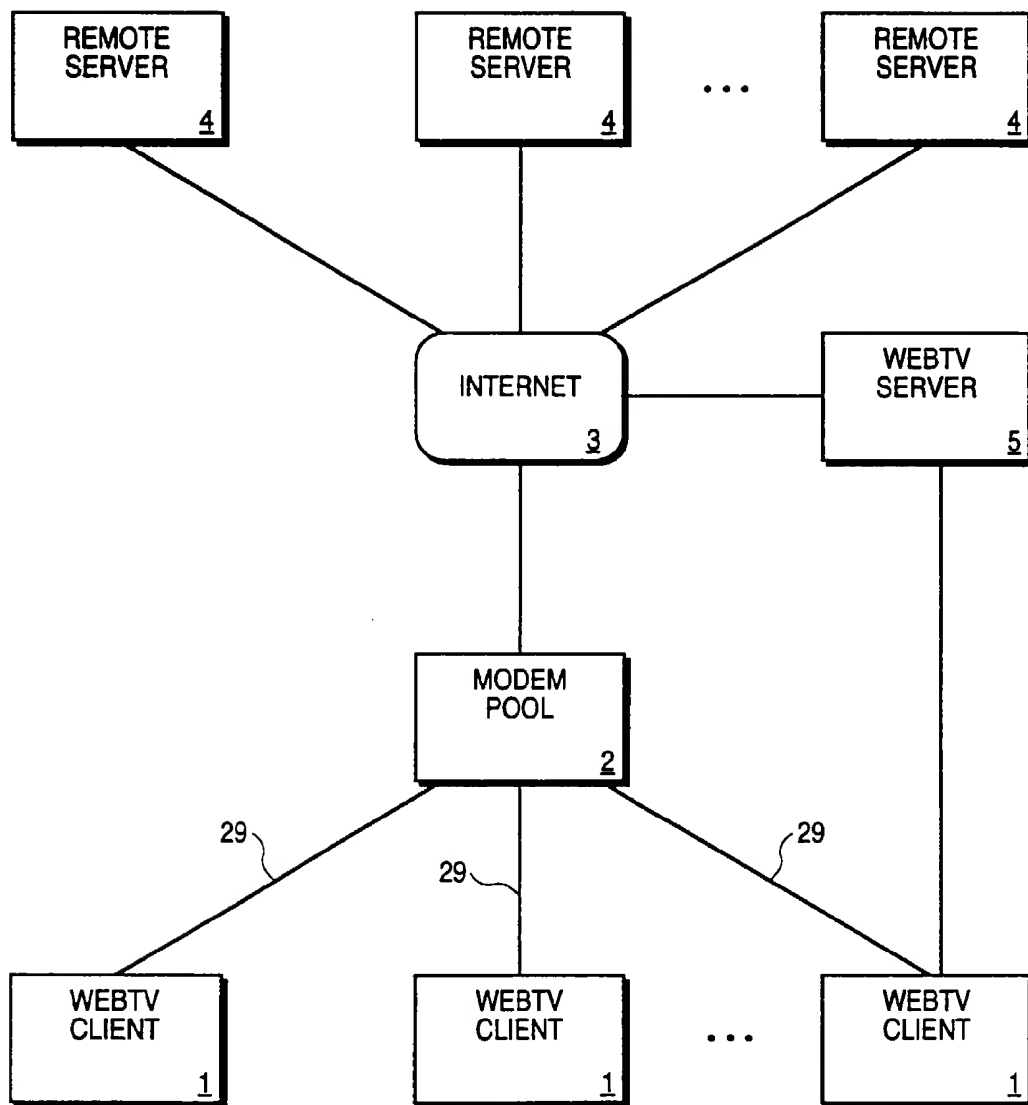 REMOTE
SERVER
4
REMOTE
SERVER
4
...
REMOTE
SERVER
4
INTERNET
3
WEBTV
SERVER
5
MODEM
POOL
2
29
29
29
WEBTV
CLIENT
1
WEBTV
CLIENT
1
...
WEBTV
CLIENT
1